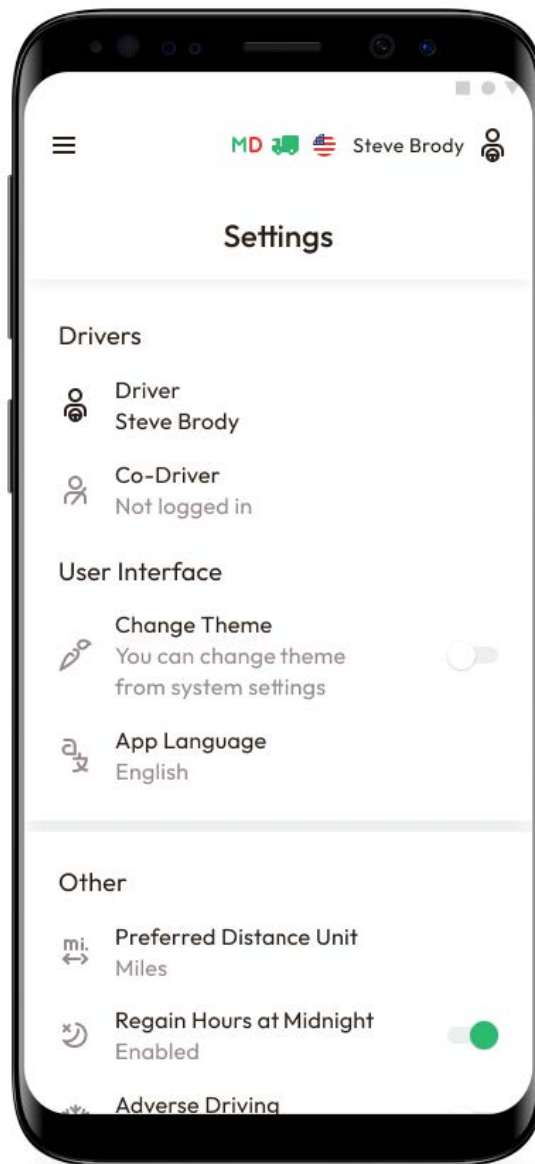 MD Steve Brody
Settings
Drivers
Driver
Steve Brody
Co-Driver
Not logged in
User Interface
Change Theme
You can change theme
from system settings
App Language
English
Other
mi.
Preferred Distance Unit
Miles
Regain Hours at Midnight
Enabled
Adverse Driving